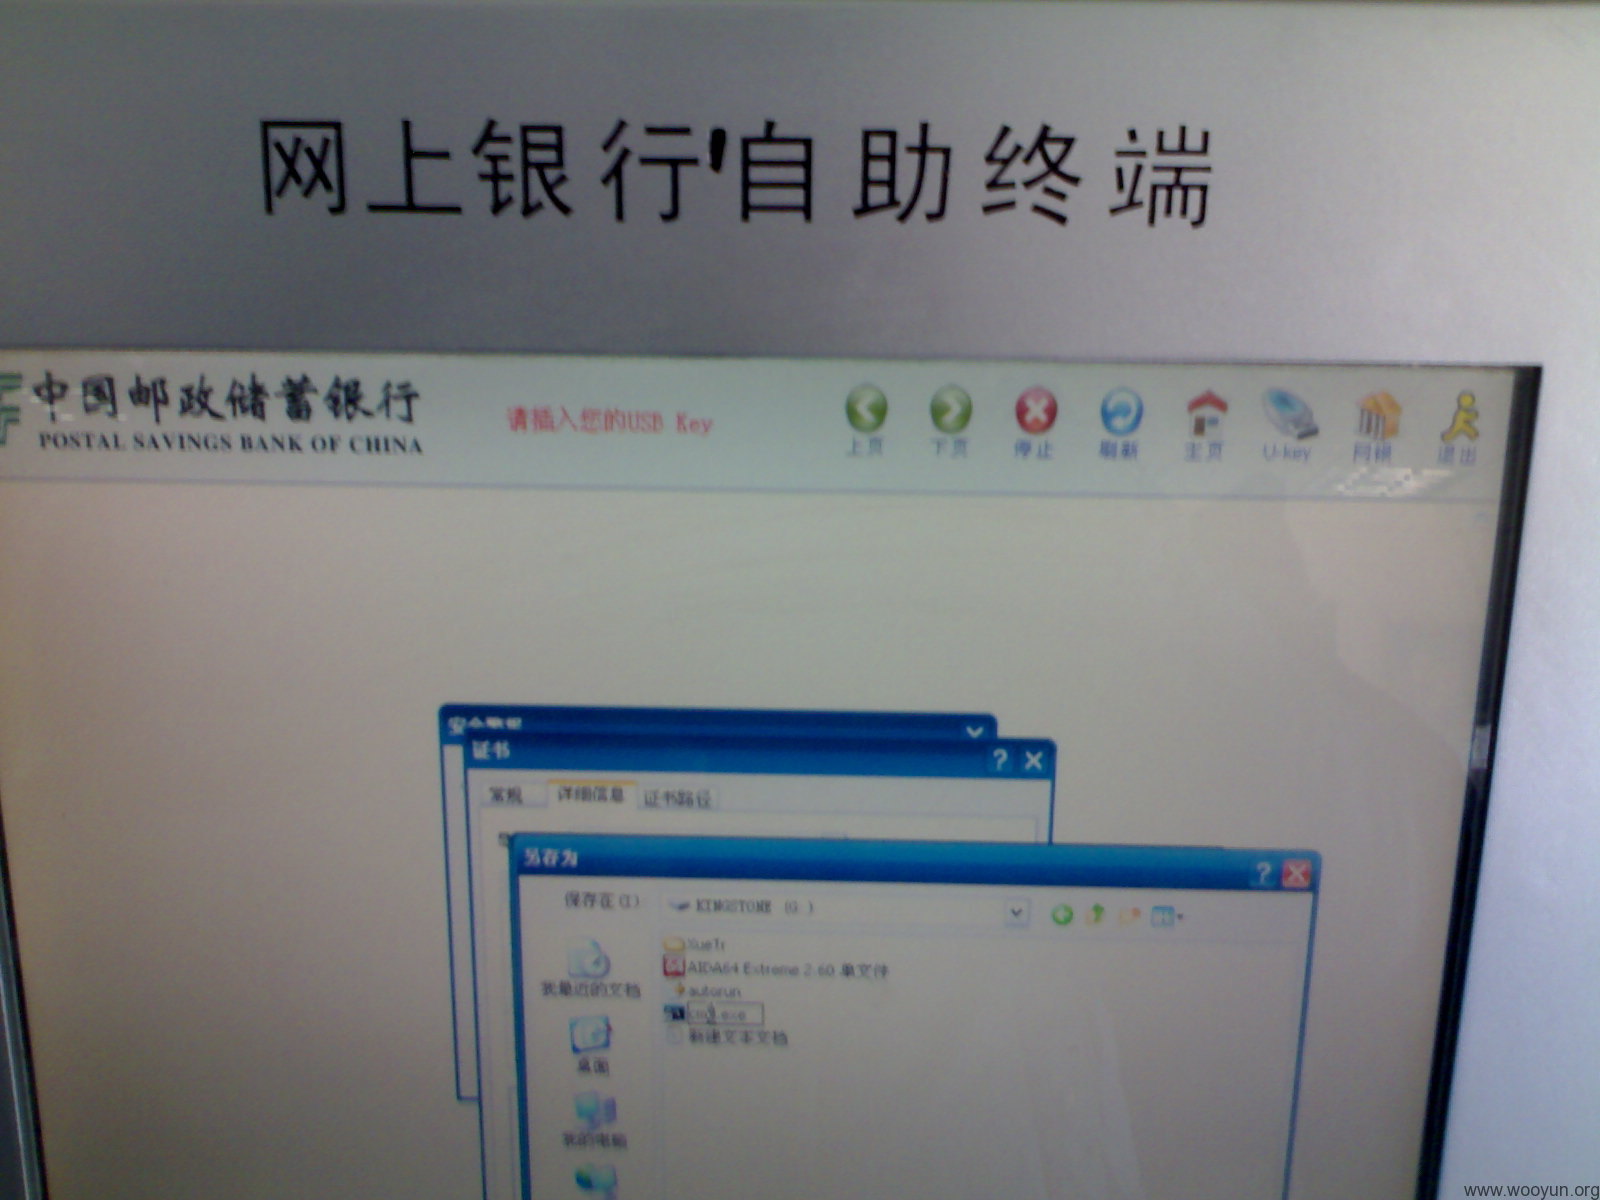 网上银行'自助终端
中国邮政储蓄银行
POSTAL SAVINGS BANK OF CHINA
请插入您的USB Key
上页 下页 停止 刷新 主页 U-key 网银 退出
证书
常规 详细信息 证书路径
另存为
保存在(I): KINGSTONE (G:)
我最近的文档
桌面
我的电脑
XueTr
AIDA64 Extreme 2.60 单文件
autorun
cmd.exe
新建文本文档
www.wooyun.org